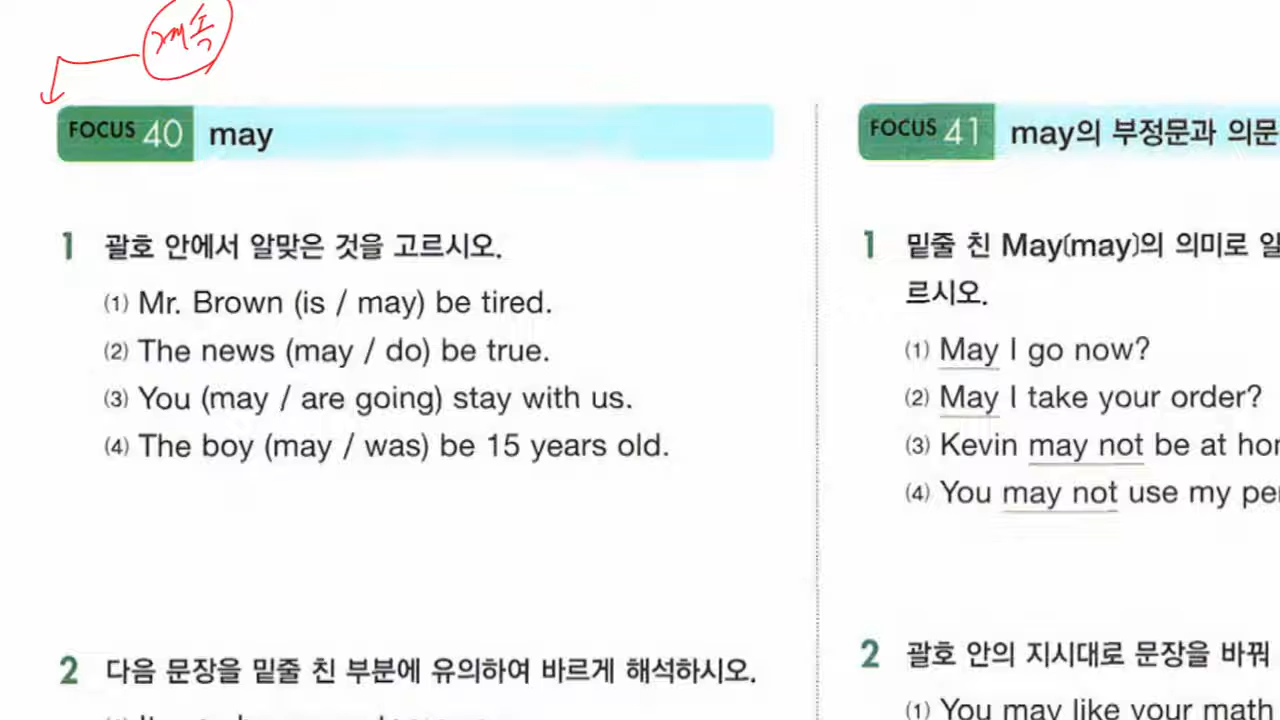 계속
FOCUS 40 may
1 괄호 안에서 알맞은 것을 고르시오.
(1) Mr. Brown (is / may) be tired.
(2) The news (may / do) be true.
(3) You (may / are going) stay with us.
(4) The boy (may / was) be 15 years old.
2 다음 문장을 밑줄 친 부분에 유의하여 바르게 해석하시오.
FOCUS 41 may의 부정문과 의문
1 밑줄 친 May(may)의 의미로 알
르시오.
(1) May I go now?
(2) May I take your order?
(3) Kevin may not be at
(4) You may not use my
2 괄호 안의 지시대로 문장을 바꿔
(1) You may like your math